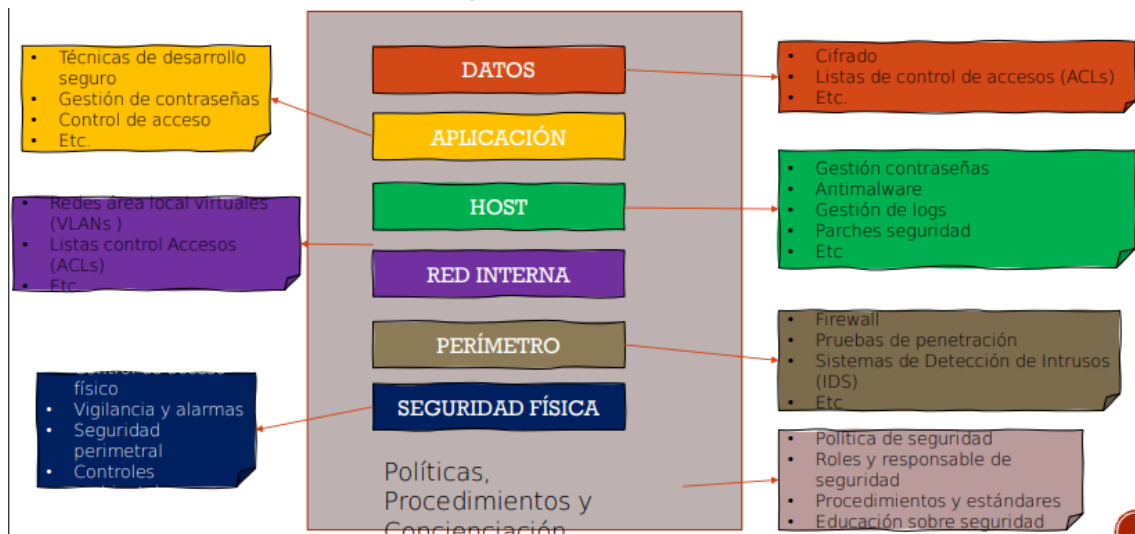 DATOS
APLICACIÓN
HOST
RED INTERNA
PERÍMETRO
SEGURIDAD FÍSICA
Políticas,
Procedimientos y
Concienciación
• Técnicas de desarrollo
seguro
• Gestión de contraseñas
• Control de acceso
• Etc.
• Redes área local virtuales
(VLANs )
• Listas control Accesos
(ACLs)
• Etc
físico
• Vigilancia y alarmas
• Seguridad
perimetral
• Controles
• Cifrado
• Listas de control de accesos (ACLs)
• Etc.
• Gestión contraseñas
• Antimalware
• Gestión de logs
• Parches seguridad
• Etc
• Firewall
• Pruebas de penetración
• Sistemas de Detección de Intrusos
(IDS)
• Etc
• Política de seguridad
• Roles y responsable de
seguridad
• Procedimientos y estándares
• Educación sobre seguridad